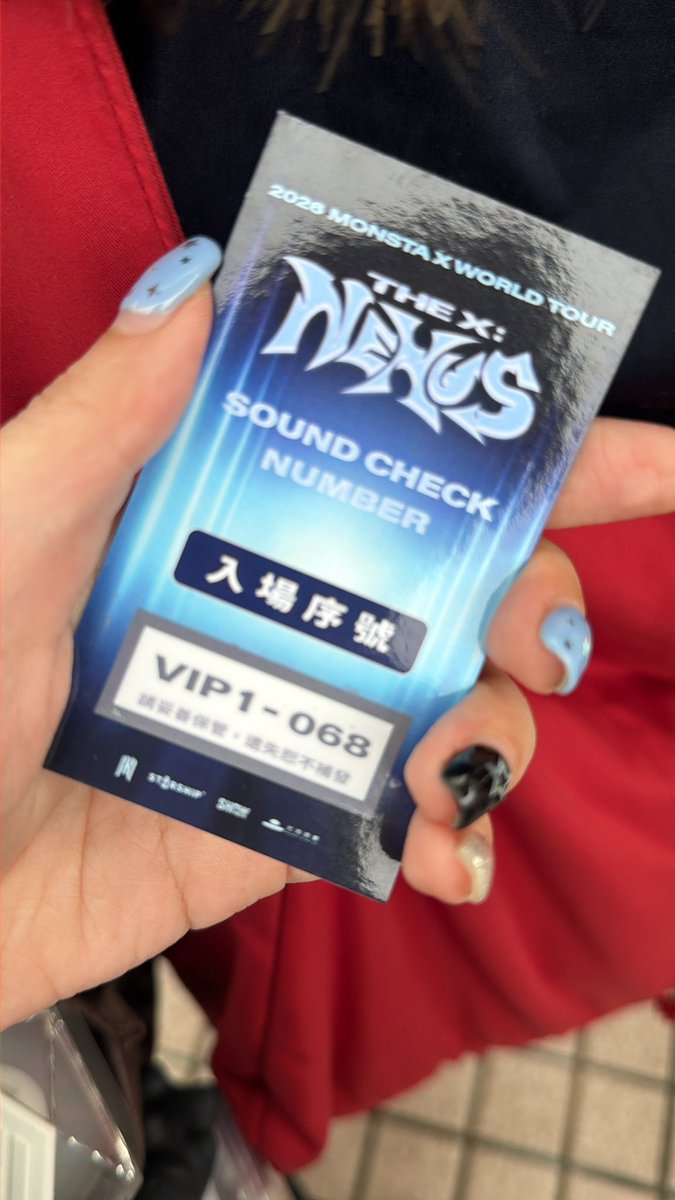 2026 MONSTA X WORLD TOUR
THE X:
NEXUS
SOUND CHECK
NUMBER
入場序號
VIP1-068
請妥善保管，遺失恕不補發
STARSHIP